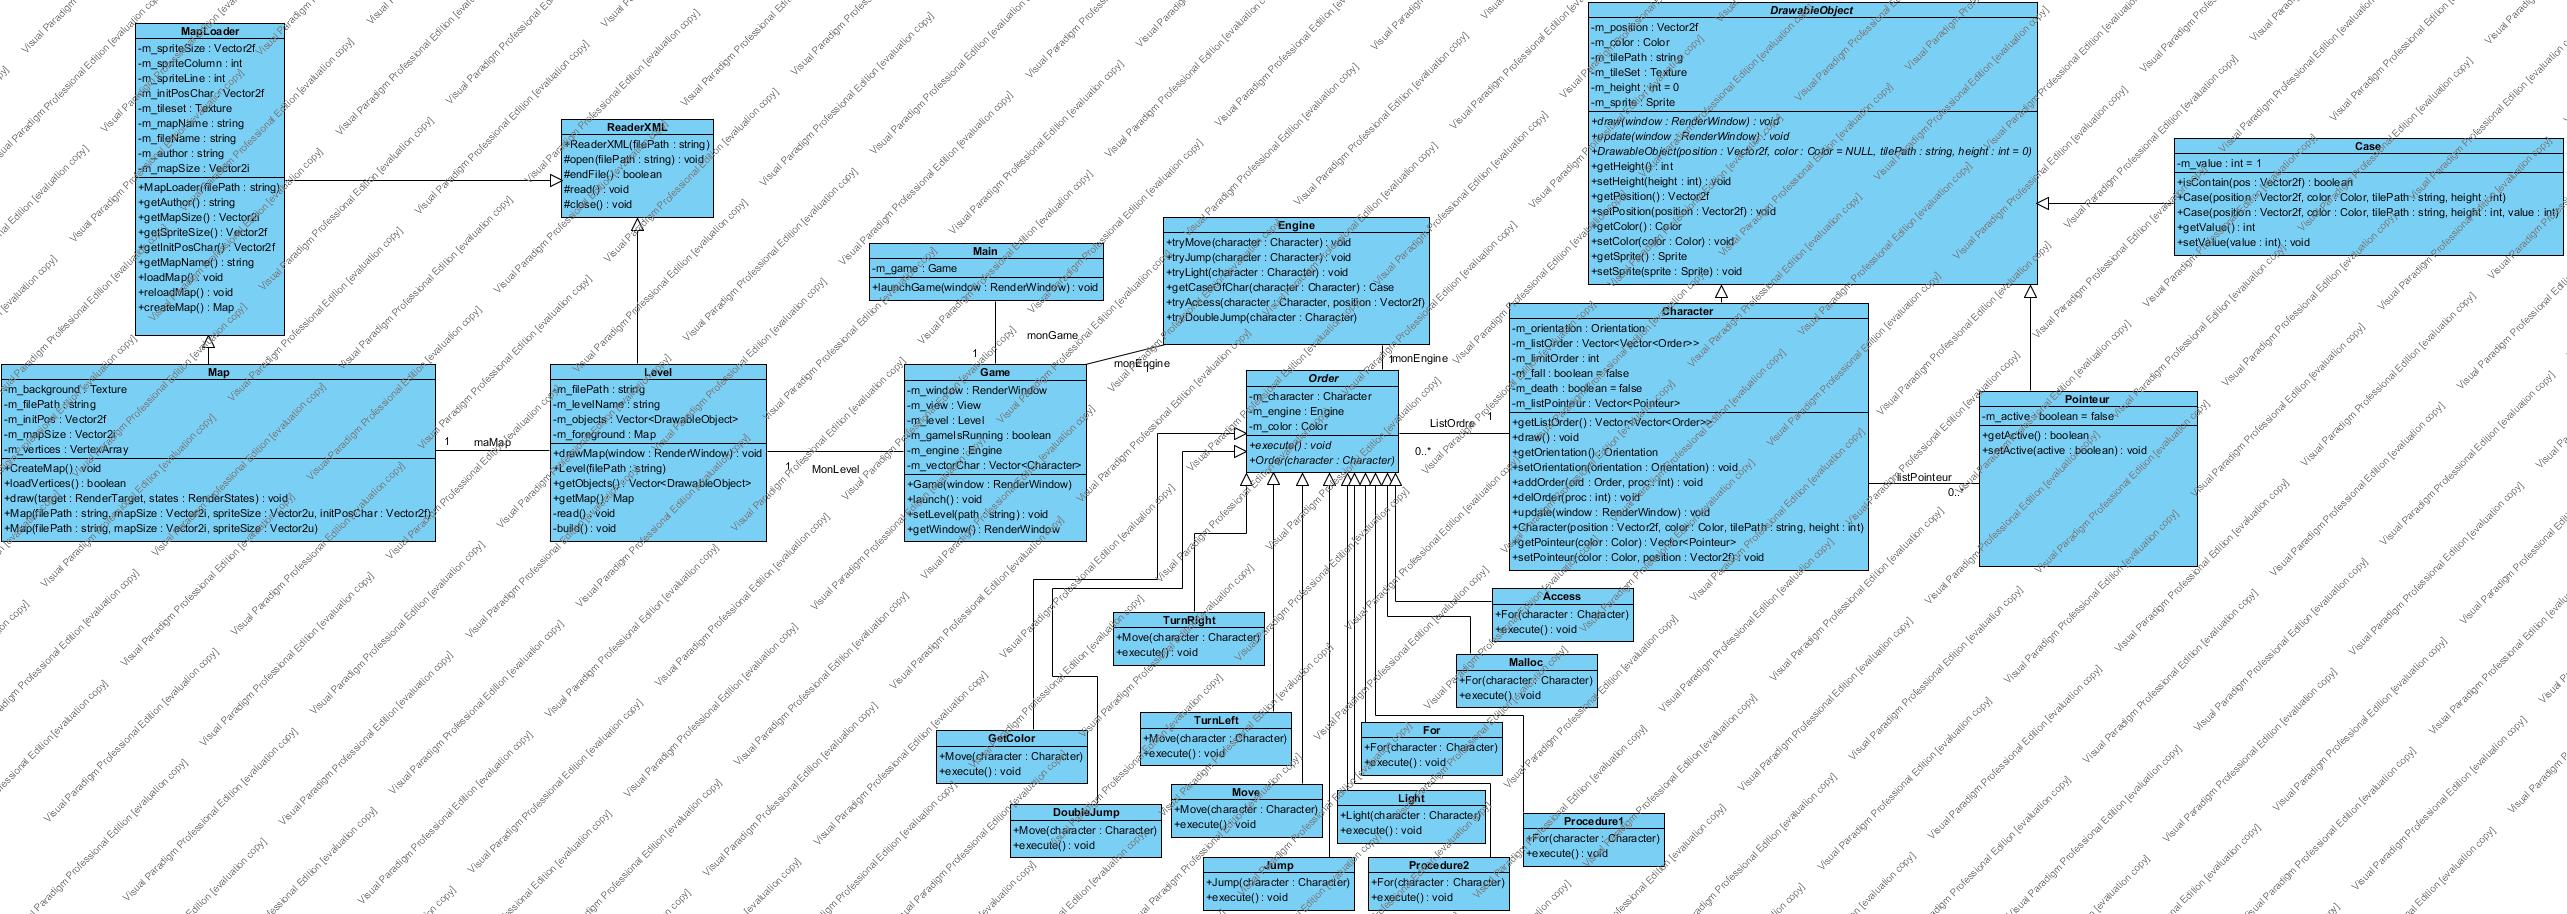 MapLoader
-m_spriteSize : Vector2f
-m_spriteColumn : int
-m_spriteLine : int
-m_initPosChar : Vector2f
-m_tileset : Texture
-m_mapName : string
-m_fileName : string
-m_author : string
-m_mapSize : Vector2i
+MapLoader(filePath : string)
+getAuthor() : string
+getMapSize() : Vector2i
+getSpriteSize() : Vector2f
+getInitPosChar() : Vector2f
+getMapName() : string
+loadMap() : void
+reloadMap() : void
+createMap() : Map
ReaderXML
+ReaderXML(filePath : string)
#open(filePath : string) : void
#endFile() : boolean
#read() : void
#close() : void
Main
-m_game : Game
+launchGame(window : RenderWindow) : void
Engine
+tryMove(character : Character) : void
+tryJump(character : Character) : void
+tryLight(character : Character) : void
+getCaseOfChar(character : Character) : Case
+tryAccess(character : Character, position : Vector2f)
+tryDoubleJump(character : Character)
DrawableObject
-m_position : Vector2f
-m_color : Color
-m_tilePath : string
-m_tileSet : Texture
-m_height : int = 0
-m_sprite : Sprite
+draw(window : RenderWindow) : void
+update(window : RenderWindow) : void
+DrawableObject(position : Vector2f, color : Color = NULL, tilePath : string, height : int = 0)
+getHeight() : int
+setHeight(height : int) : void
+getPosition() : Vector2f
+setPosition(position : Vector2f) : void
+getColor() : Color
+setColor(color : Color) : void
+getSprite() : Sprite
+setSprite(sprite : Sprite) : void
Case
-m_value : int = 1
+isContain(pos : Vector2f) : boolean
+Case(position : Vector2f, color : Color, tilePath : string, height : int)
+Case(position : Vector2f, color : Color, tilePath : string, height : int, value : int)
+getValue() : int
+setValue(value : int) : void
Map
-m_background : Texture
-m_filePath : string
-m_initPos : Vector2f
-m_mapSize : Vector2i
-m_vertices : VertexArray
+CreateMap() : void
+loadVertices() : boolean
+draw(target : RenderTarget, states : RenderStates) : void
+Map(filePath : string, mapSize : Vector2i, spriteSize : Vector2u, initPosChar : Vector2f)
+Map(filePath : string, mapSize : Vector2i, spriteSize : Vector2u)
1
maMap
Level
-m_filePath : string
-m_levelName : string
-m_objects : Vector<DrawableObject>
-m_foreground : Map
+drawMap(window : RenderWindow) : void
+Level(filePath : string)
+getObjects() : Vector<DrawableObject>
+getMap() : Map
-read() : void
-build() : void
1
MonLevel
1
monGame
Game
-m_window : RenderWindow
-m_view : View
-m_level : Level
-m_gameIsRunning : boolean
-m_engine : Engine
-m_vectorChar : Vector<Character>
+Game(window : RenderWindow)
+launch() : void
+setLevel(path : string) : void
+getWindow() : RenderWindow
monEngine
1
monEngine
Order
-m_character : Character
-m_engine : Engine
-m_color : Color
+execute() : void
+Order(character : Character)
ListOrdre
1
0..*
Character
-m_orientation : Orientation
-m_listOrder : Vector<Vector<Order>>
-m_limitOrder : int
-m_fall : boolean = false
-m_death : boolean = false
-m_listPointeur : Vector<Pointeur>
+getListOrder() : Vector<Vector<Order>>
+draw() : void
+getOrientation() : Orientation
+setOrientation(orientation : Orientation) : void
+addOrder(ord : Order, proc : int) : void
+delOrder(proc : int) : void
+update(window : RenderWindow) : void
+Character(position : Vector2f, color : Color, tilePath : string, height : int)
+getPointeur(color : Color) : Vector<Pointeur>
+setPointeur(color : Color, position : Vector2f) : void
listPointeur
0..*
Pointeur
-m_active : boolean = false
+getActive() : boolean
+setActive(active : boolean) : void
Access
+For(character : Character)
+execute() : void
TurnRight
+Move(character : Character)
+execute() : void
Malloc
+For(character : Character)
+execute() : void
TurnLeft
+Move(character : Character)
+execute() : void
For
+For(character : Character)
+execute() : void
GetColor
+Move(character : Character)
+execute() : void
Move
+Move(character : Character)
+execute() : void
Light
+Light(character : Character)
+execute() : void
DoubleJump
+Move(character : Character)
+execute() : void
Procedure1
+For(character : Character)
+execute() : void
Jump
+Jump(character : Character)
+execute() : void
Procedure2
+For(character : Character)
+execute() : void
Visual Paradigm Professional Edition [evaluation copy]